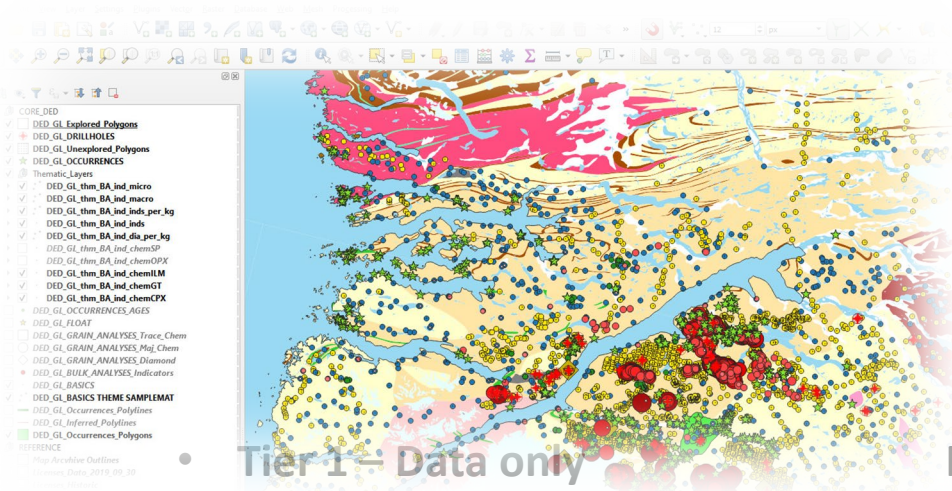 CORE_DED
DED_GL_Explored_Polygons
DED_GL_DRILLHOLES
DED_GL_Unexplored_Polygons
DED_GL_OCCURRENCES
Thematic_Layers
DED_GL_thm_BA_ind_micro
DED_GL_thm_BA_ind_macro
DED_GL_thm_BA_ind_inds_per_kg
DED_GL_thm_BA_ind_inds
DED_GL_thm_BA_ind_dia_per_kg
DED_GL_thm_BA_ind_chemSP
DED_GL_thm_BA_ind_chemOPX
DED_GL_thm_BA_ind_chemILM
DED_GL_thm_BA_ind_chemGT
DED_GL_thm_BA_ind_chemCPX
DED_GL_OCCURRENCES_AGES
DED_GL_FLOAT
DED_GL_GRAIN_ANALYSES_Trace_Chem
DED_GL_GRAIN_ANALYSES_Maj_Chem
DED_GL_GRAIN_ANALYSES_Diamond
DED_GL_BULK_ANALYSES_Indicators
DED_GL_BASICS
DED_GL_BASICS THEME SAMPLEMAT
DED_GL_Occurrences_Polylines
DED_GL_Inferred_Polylines
DED_GL_Occurrences_Polygons
REFERENCE
Map Archive Outlines
• Tier 1 – Data only